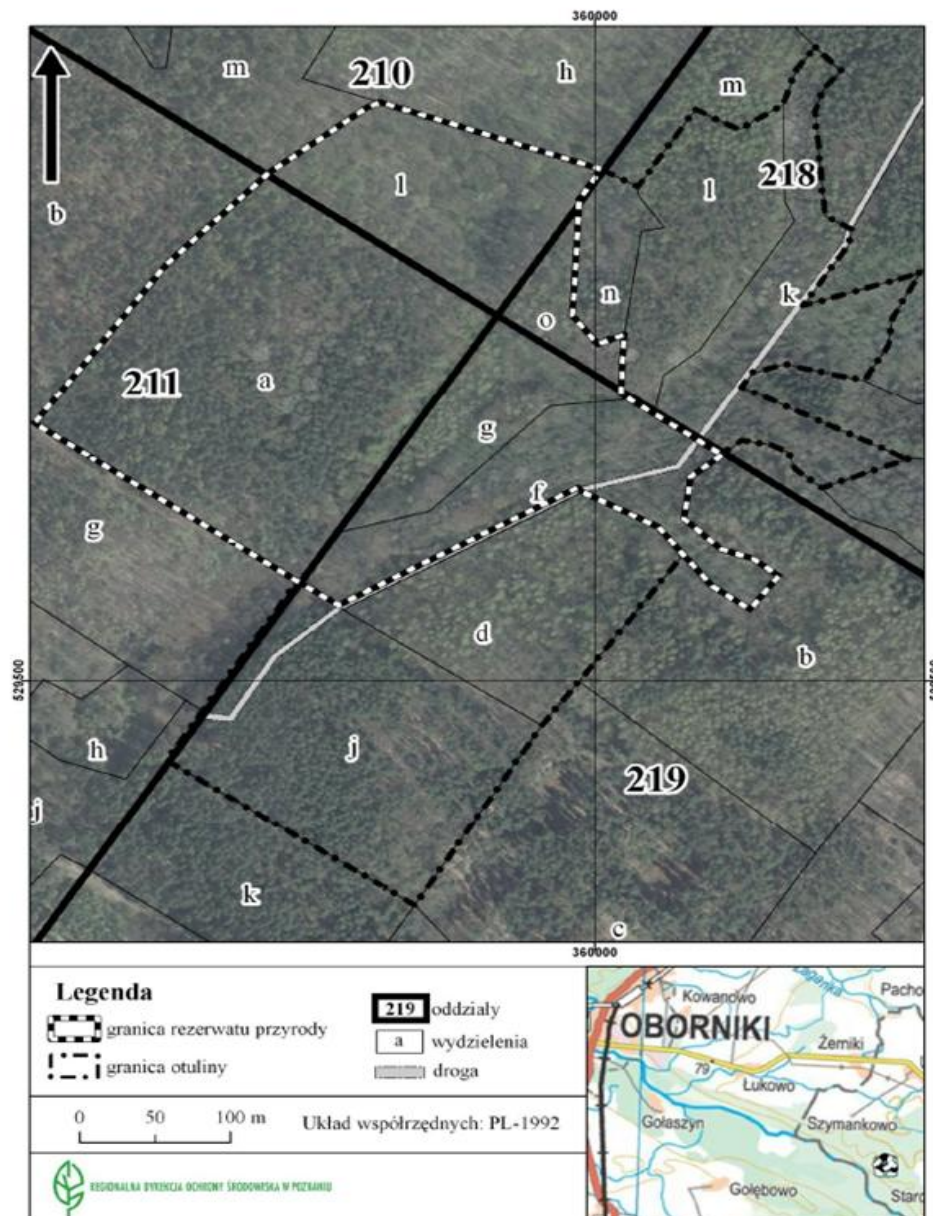 360000
m
210
h
m
l
l
218
b
n
k
o
211
a
g
f
g
d
b
529500
h
j
219
j
k
c
360000
Legenda
granica rezerwatu przyrody
granica otuliny
219 oddziały
a wydzielenia
droga
0 50 100 m
Układ współrzędnych: PL-1992
REGIONALNA DYREKCJA OCHRONY ŚRODOWISKA W POZNANIU
Kowanowo
OBORNIKI
Pacho
Żerniki
79
Łukowo
Gołaszyn
Szymankowo
Gołębowo
Staro